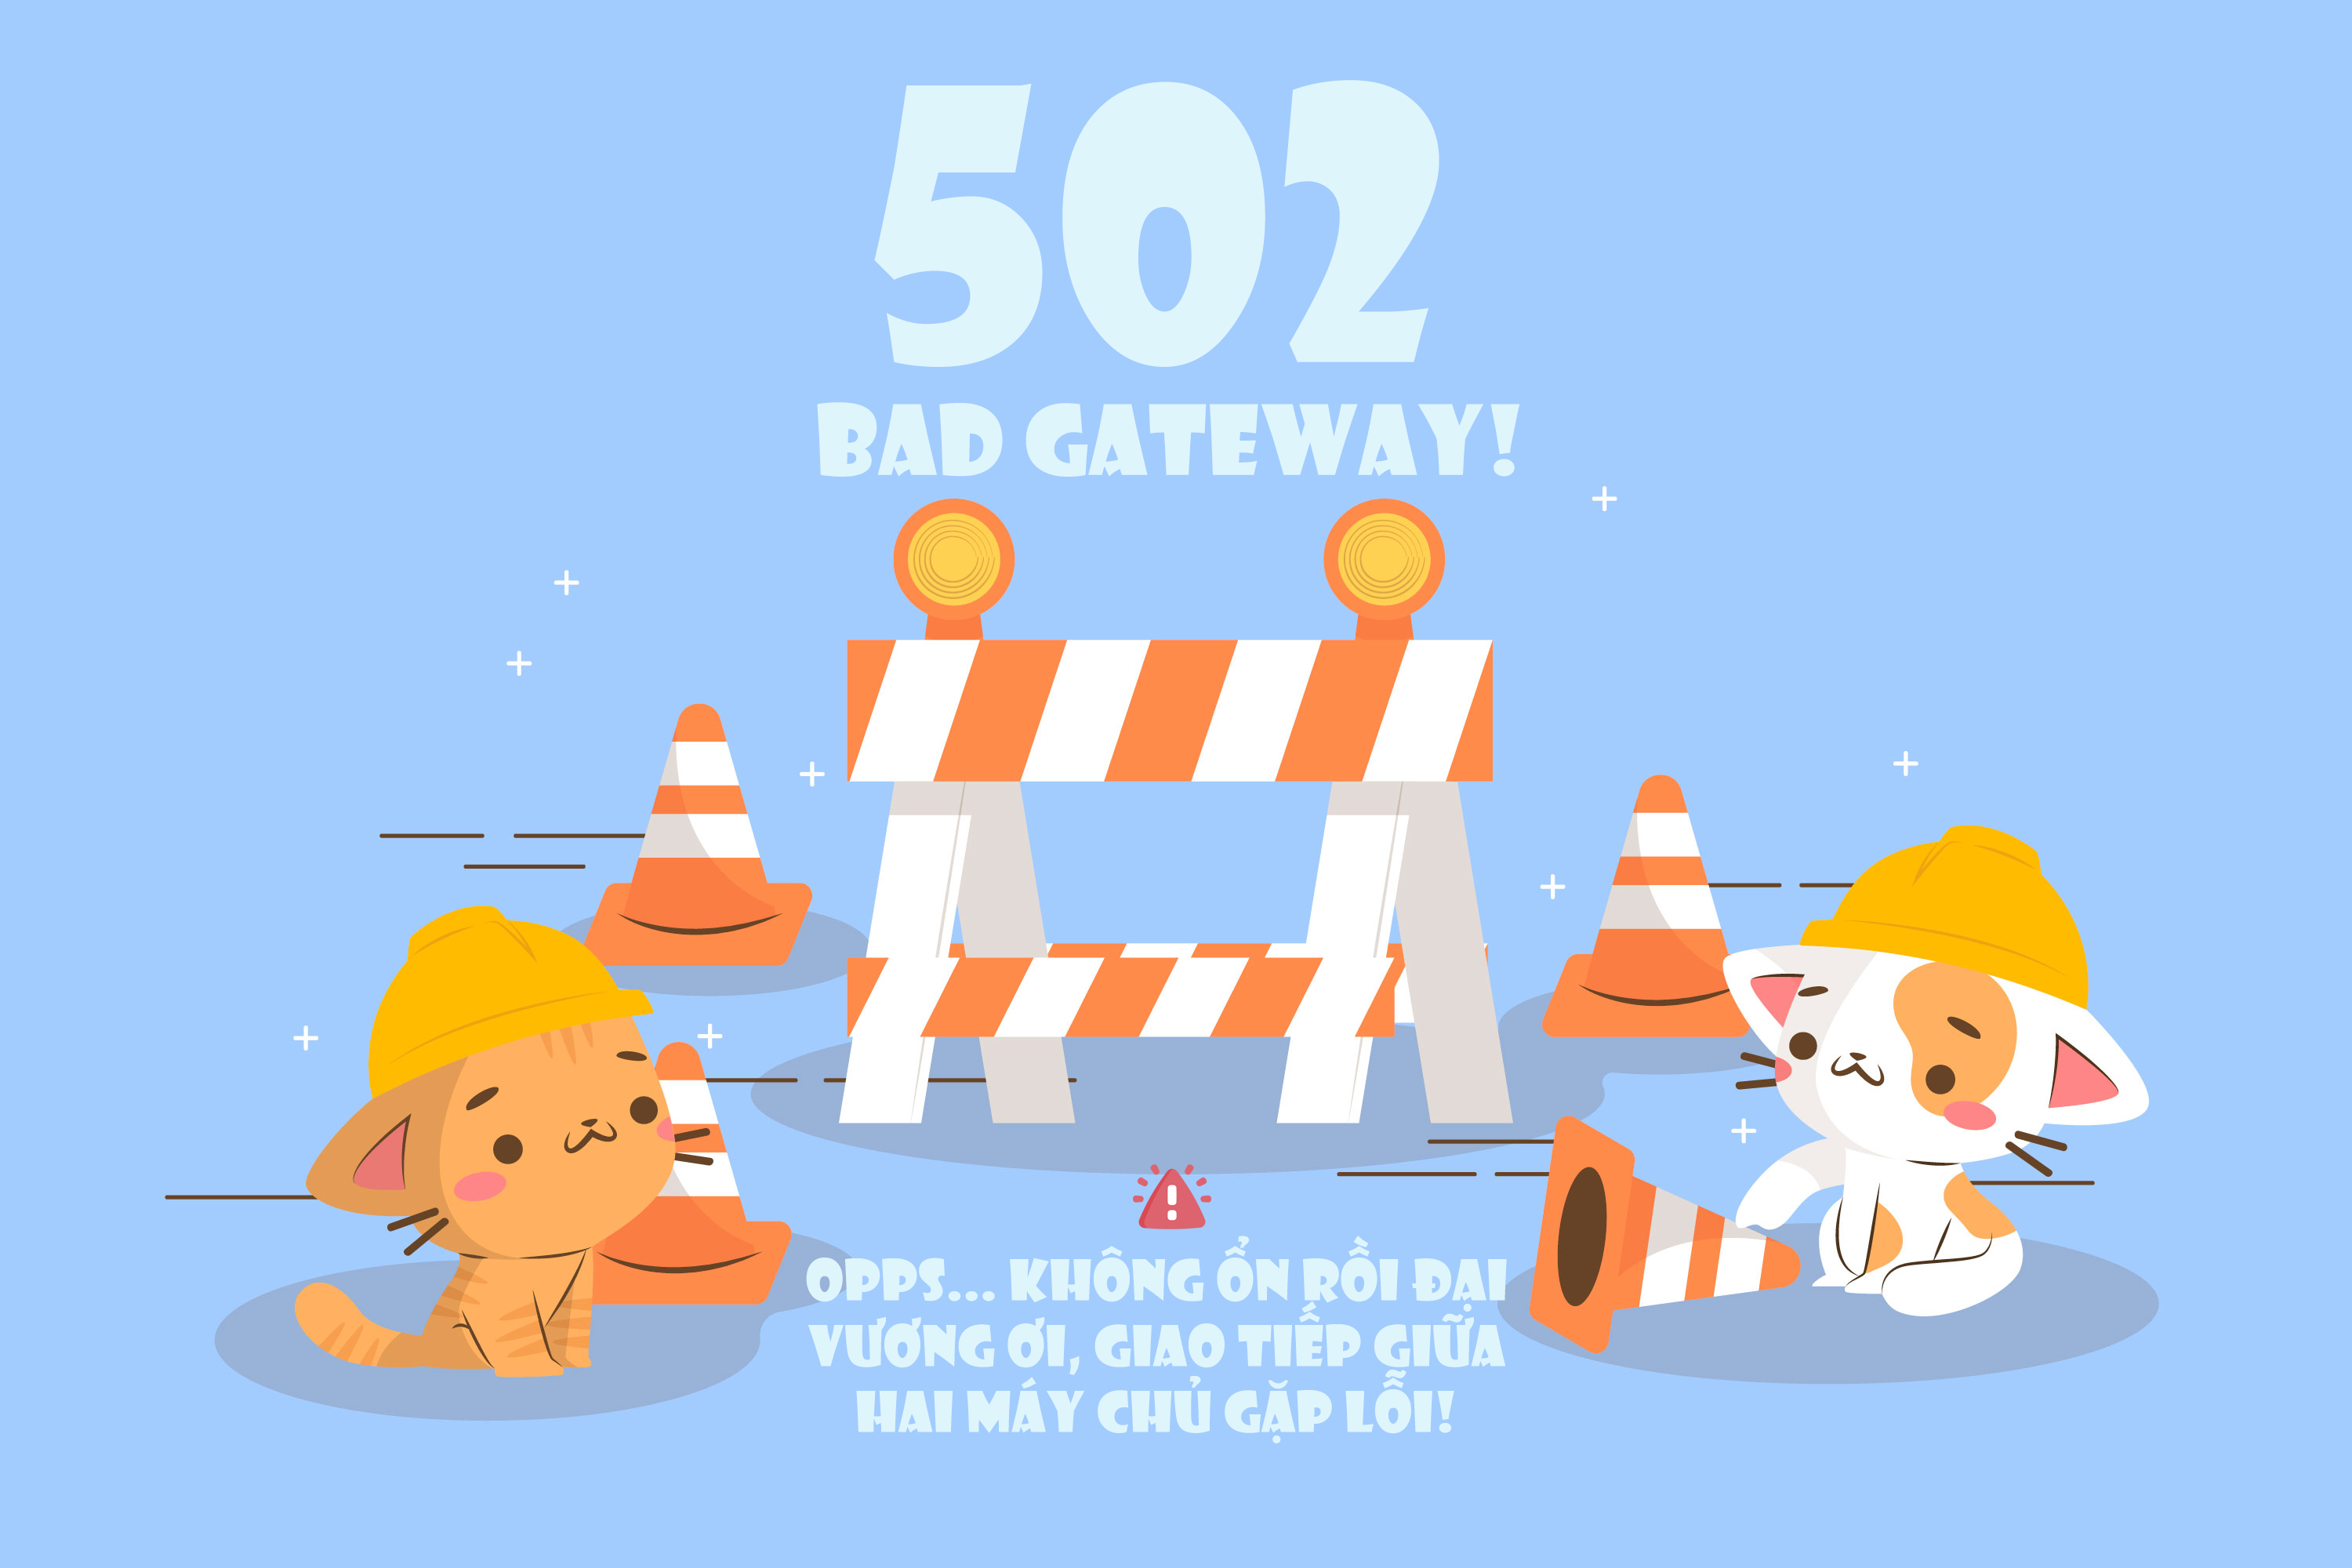 502
BAD GATEWAY!
OPPS... KHÔNG ỔN RỒI ĐẠI
VƯƠNG ƠI, GIAO TIẾP GIỮA
HAI MÁY CHỦ GẶP LỖI!